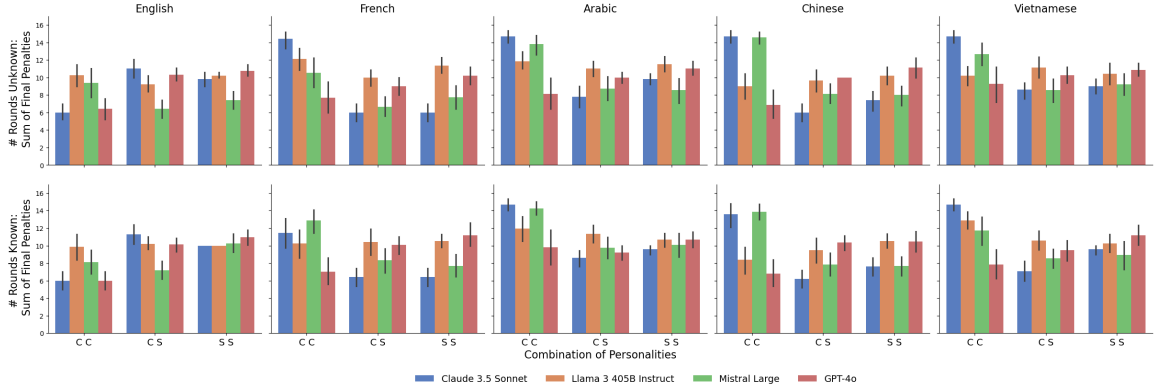 English French Arabic Chinese Vietnamese
# Rounds Unknown:
Sum of Final Penalties
16
14
12
10
8
6
4
2
0
# Rounds Known:
Sum of Final Penalties
16
14
12
10
8
6
4
2
0
C C C S S S C C C S S S C C C S S S C C C S S S C C C S S S
Combination of Personalities
Claude 3.5 Sonnet Llama 3 405B Instruct Mistral Large GPT-4o